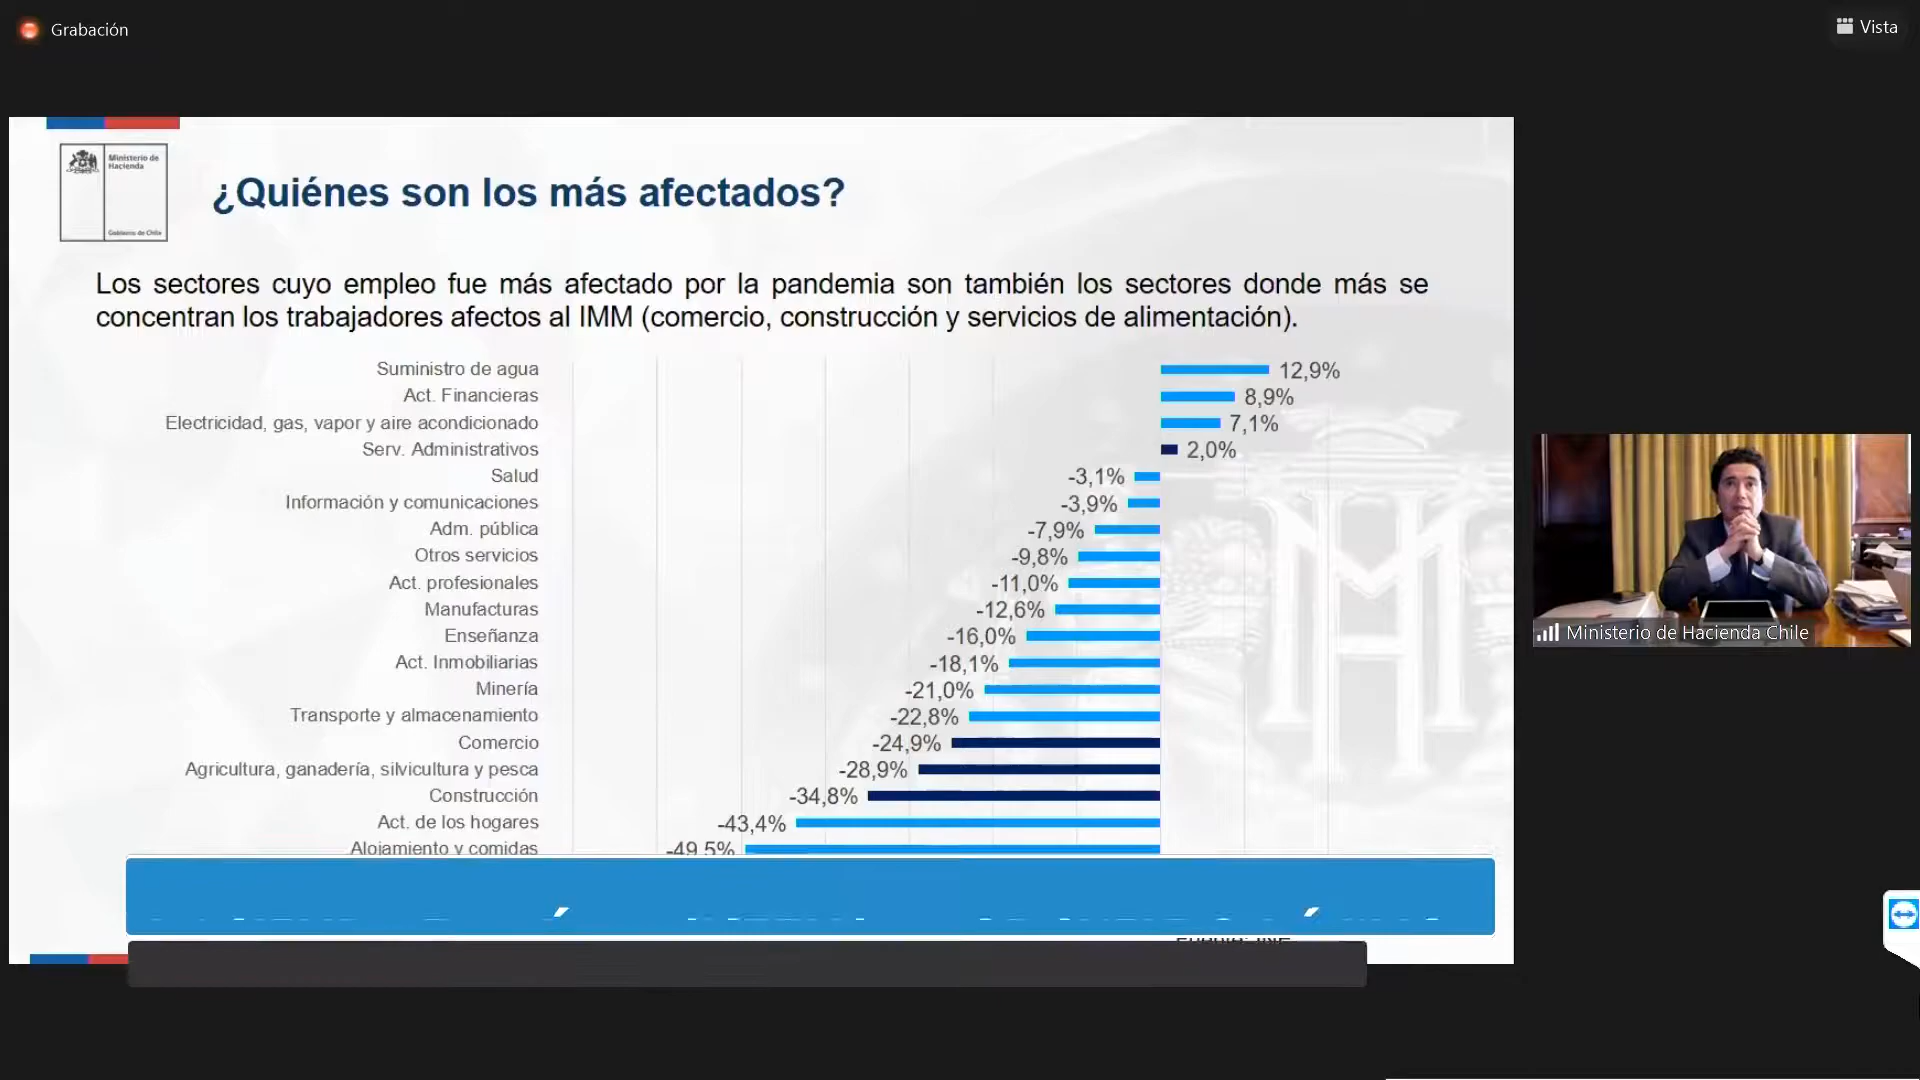 Grabación
Vista
Ministerio de
Hacienda
Gobierno de Chile
¿Quiénes son los más afectados?
Los sectores cuyo empleo fue más afectado por la pandemia son también los sectores donde más se
concentran los trabajadores afectos al IMM (comercio, construcción y servicios de alimentación).
Suministro de agua 12,9%
Act. Financieras 8,9%
Electricidad, gas, vapor y aire acondicionado 7,1%
Serv. Administrativos 2,0%
Salud -3,1%
Información y comunicaciones -3,9%
Adm. pública -7,9%
Otros servicios -9,8%
Act. profesionales -11,0%
Manufacturas -12,6%
Enseñanza -16,0%
Act. Inmobiliarias -18,1%
Minería -21,0%
Transporte y almacenamiento -22,8%
Comercio -24,9%
Agricultura, ganadería, silvicultura y pesca -28,9%
Construcción -34,8%
Act. de los hogares -43,4%
Alojamiento y comidas -49,5%
Ministerio de Hacienda Chile